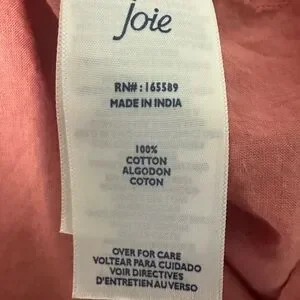 Joie
RN#: 165589
MADE IN INDIA
100%
COTTON
ALGODON
COTON
OVER FOR CARE
VOLTEAR PARA CUIDADO
VOIR DIRECTIVES
D'ENTRETIEN AU VERSO